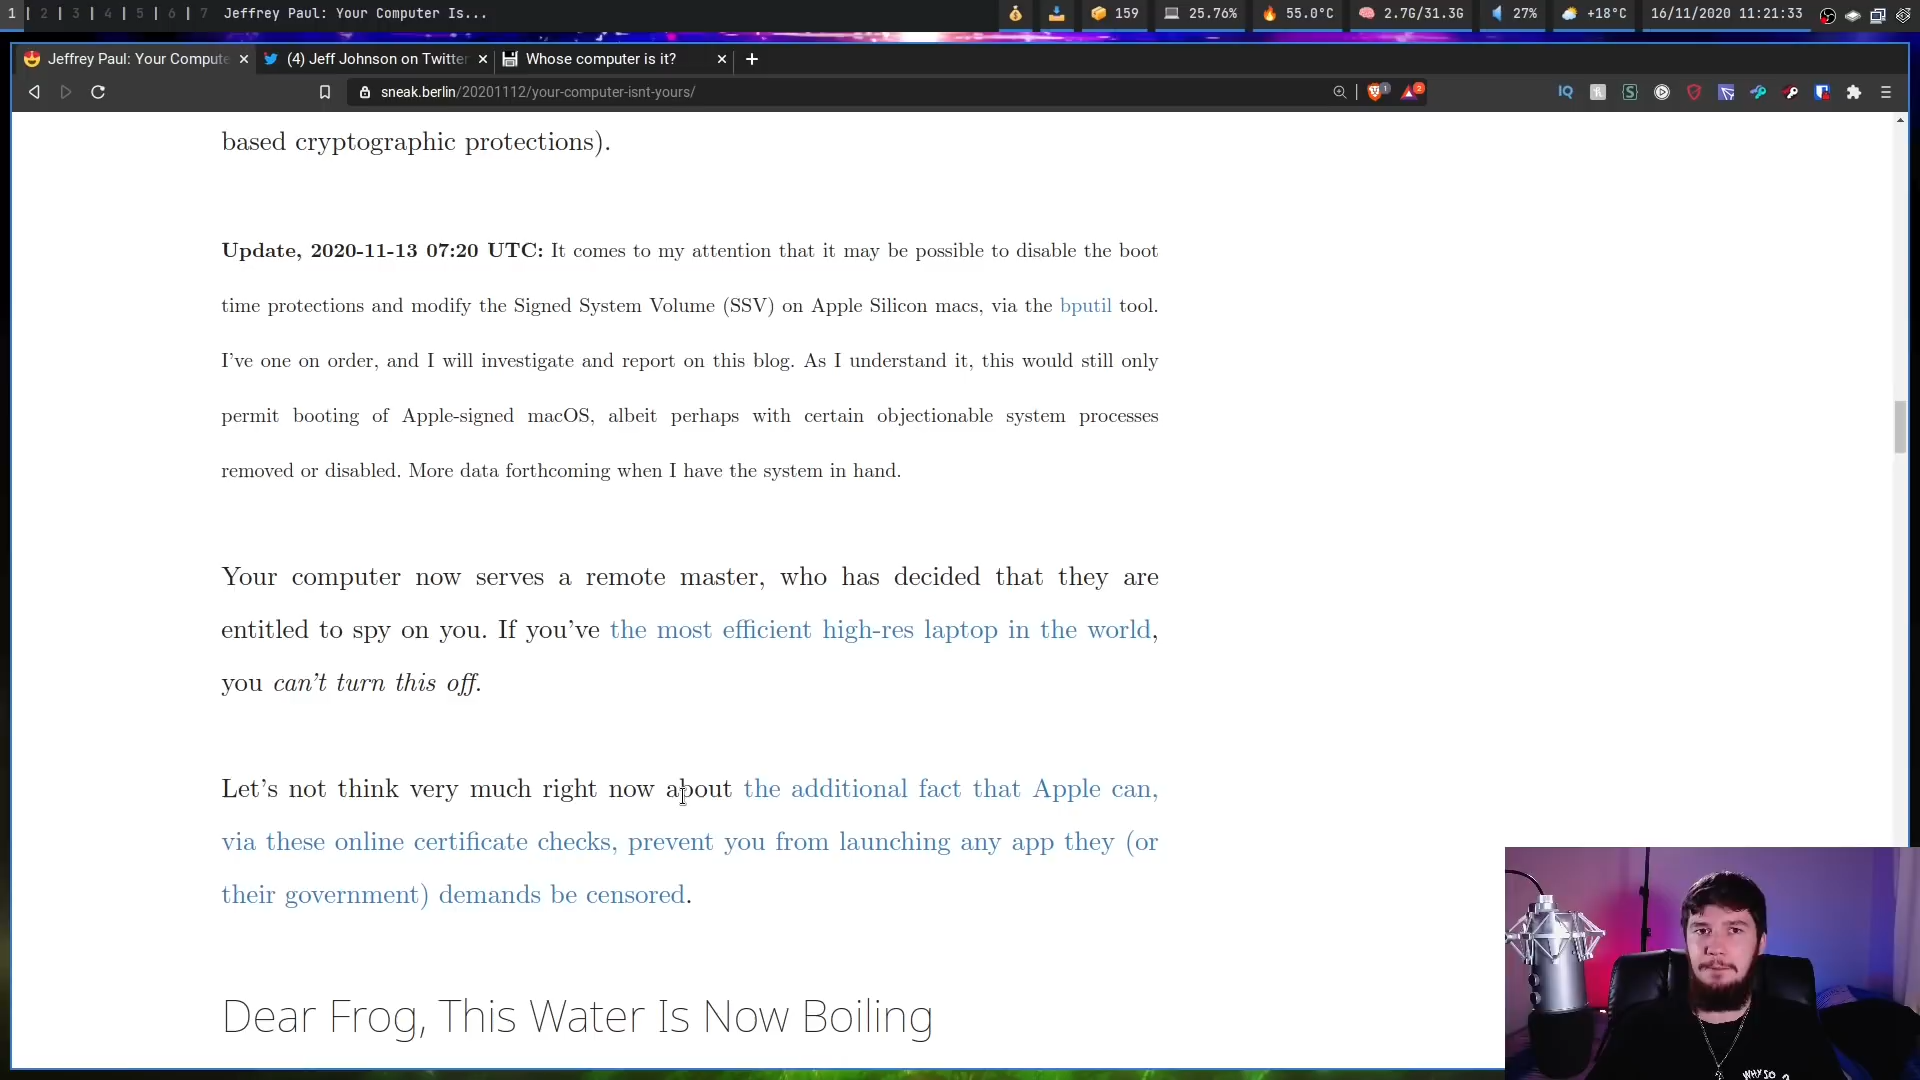 1 | 2 | 3 | 4 | 5 | 6 | 7 Jeffrey Paul: Your Computer Is... 159 25.76% 55.0°C 2.7G/31.3G 27% +18°C 16/11/2020 11:21:33
Jeffrey Paul: Your Compute (4) Jeff Johnson on Twitter Whose computer is it?
sneak.berlin/20201112/your-computer-isnt-yours/ 1 2 IQ
based cryptographic protections).
Update, 2020-11-13 07:20 UTC: It comes to my attention that it may be possible to disable the boot
time protections and modify the Signed System Volume (SSV) on Apple Silicon macs, via the bputil tool.
I've one on order, and I will investigate and report on this blog. As I understand it, this would still only
permit booting of Apple-signed macOS, albeit perhaps with certain objectionable system processes
removed or disabled. More data forthcoming when I have the system in hand.
Your computer now serves a remote master, who has decided that they are
entitled to spy on you. If you've the most efficient high-res laptop in the world,
you can't turn this off.
Let's not think very much right now about the additional fact that Apple can,
via these online certificate checks, prevent you from launching any app they (or
their government) demands be censored.
Dear Frog, This Water Is Now Boiling
WHY SO